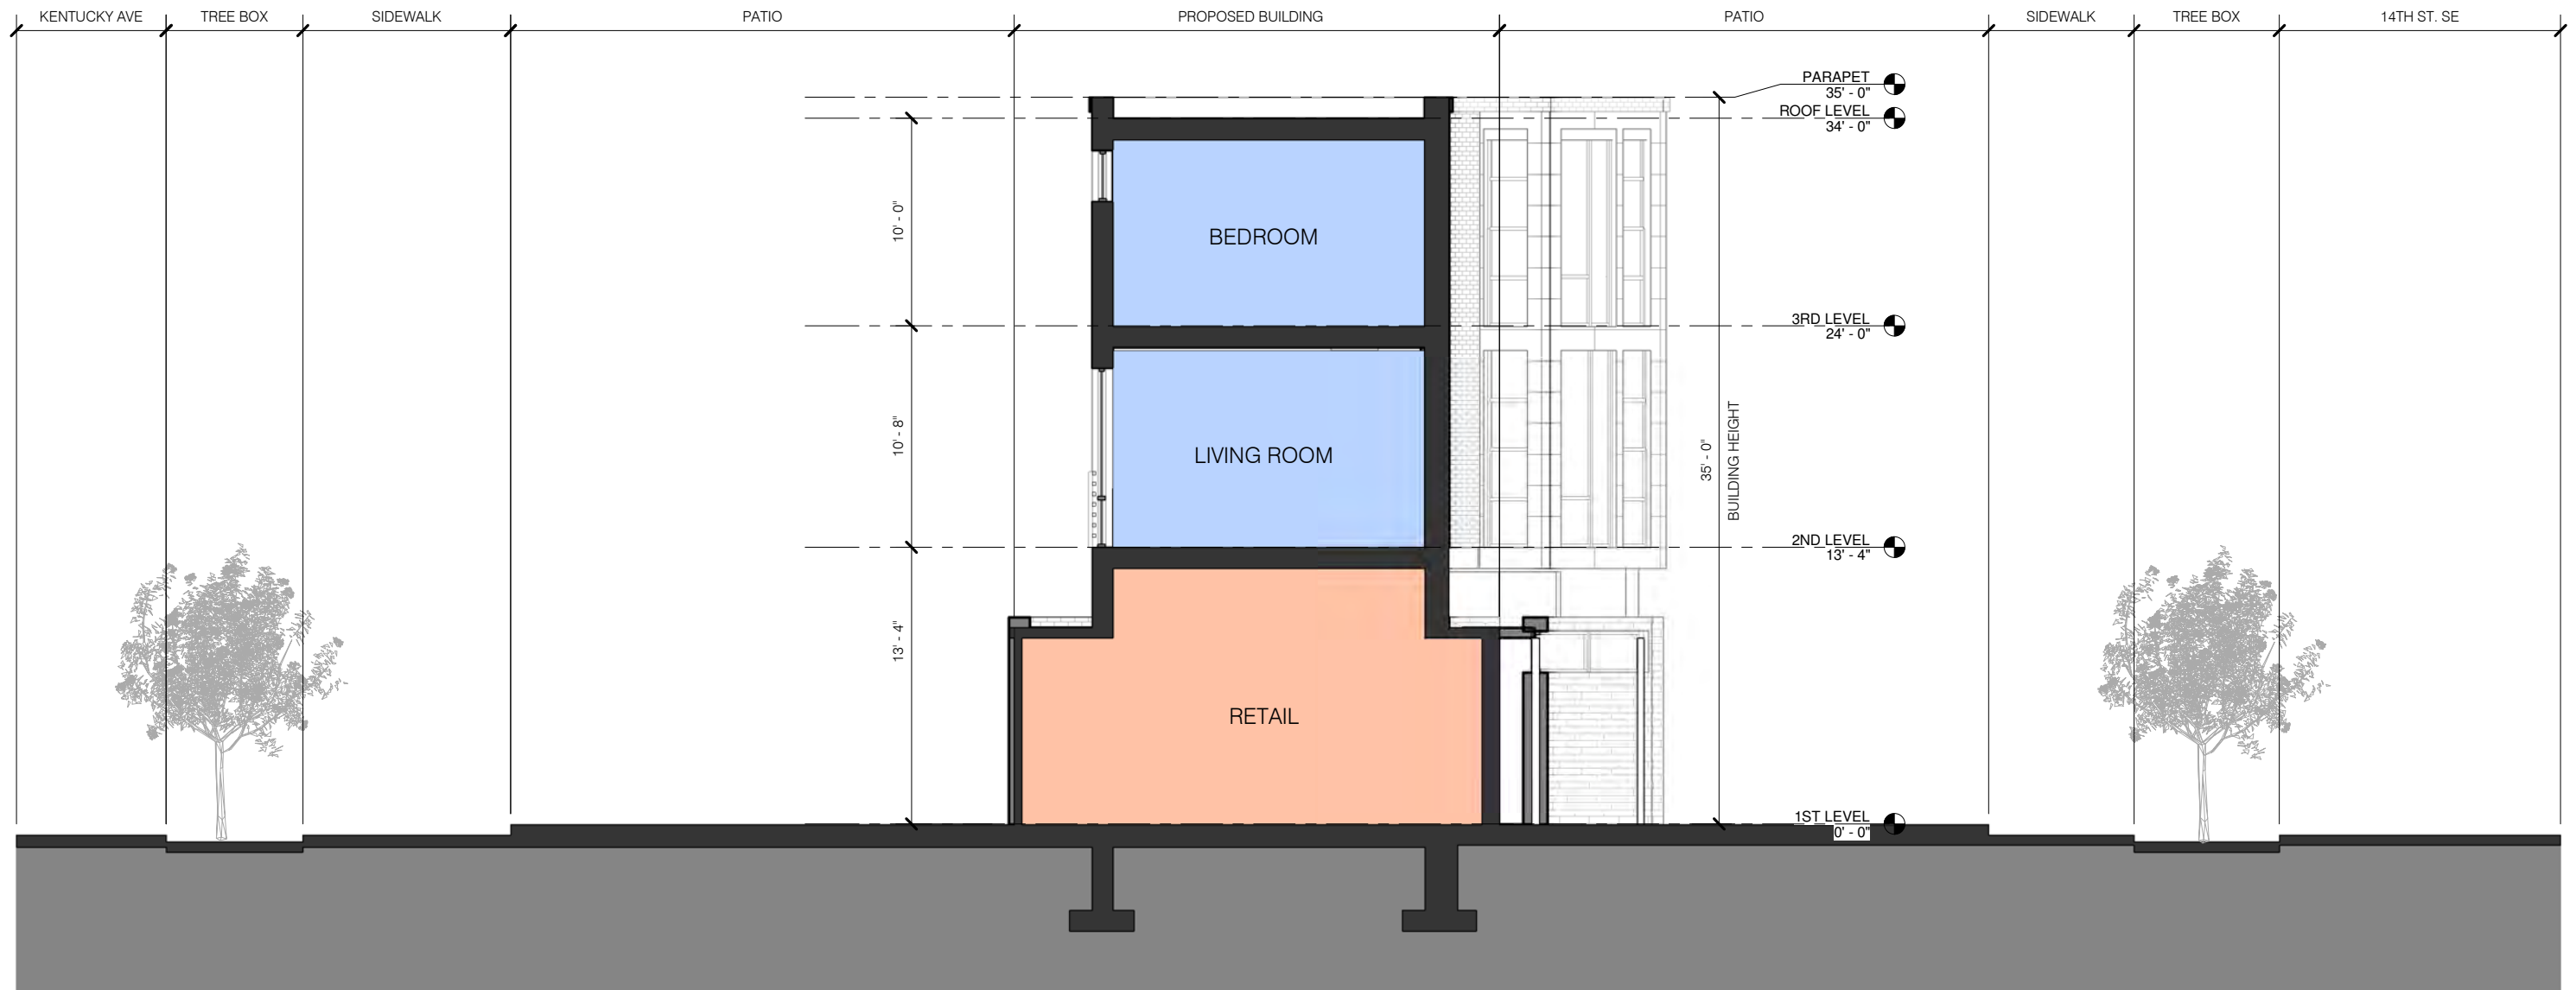 KENTUCKY AVE
TREE BOX
SIDEWALK
PATIO
PROPOSED BUILDING
PATIO
SIDEWALK
TREE BOX
14TH ST. SE
PARAPET
35' - 0"
ROOF LEVEL
34' - 0"
10' - 0"
BEDROOM
3RD LEVEL
24' - 0"
10' - 8"
LIVING ROOM
35' - 0"
BUILDING HEIGHT
2ND LEVEL
13' - 4"
13' - 4"
RETAIL
1ST LEVEL
0' - 0"